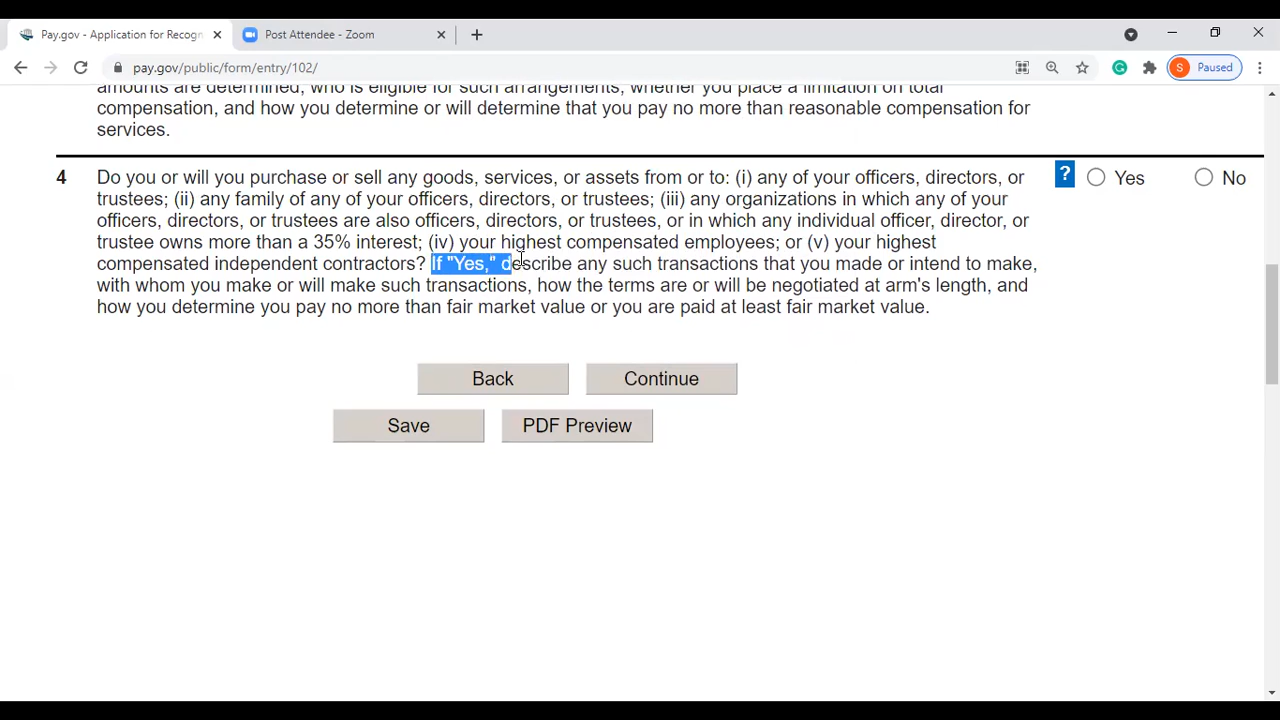 Pay.gov - Application for Recogn
Post Attendee - Zoom
pay.gov/public/form/entry/102/
S Paused
amounts are determined, who is eligible for such arrangements, whether you place a limitation on total
compensation, and how you determine or will determine that you pay no more than reasonable compensation for
services.
4 Do you or will you purchase or sell any goods, services, or assets from or to: (i) any of your officers, directors, or
trustees; (ii) any family of any of your officers, directors, or trustees; (iii) any organizations in which any of your
officers, directors, or trustees are also officers, directors, or trustees, or in which any individual officer, director, or
trustee owns more than a 35% interest; (iv) your highest compensated employees; or (v) your highest
compensated independent contractors? If "Yes," describe any such transactions that you made or intend to make,
with whom you make or will make such transactions, how the terms are or will be negotiated at arm's length, and
how you determine you pay no more than fair market value or you are paid at least fair market value.
? Yes No
Back Continue
Save PDF Preview